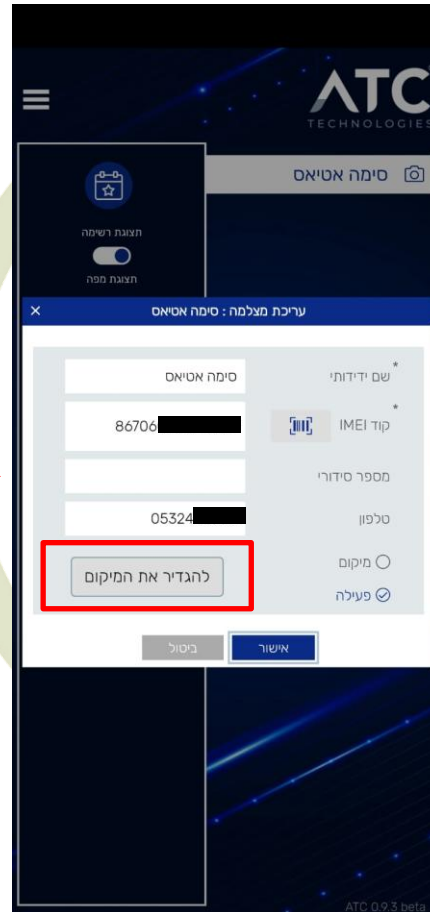 ATC
TECHNOLOGIES
סימה אטיאס
תצוגת רשימה
תצוגת מפה
עריכת מצלמה : סימה אטיאס
×
* שם ידידותי
סימה אטיאס
* קוד IMEI
86706
מספר סידורי
טלפון
05324
מיקום
להגדיר את המיקום
פעילה
אישור
ביטול
ATC 0.9.3 beta